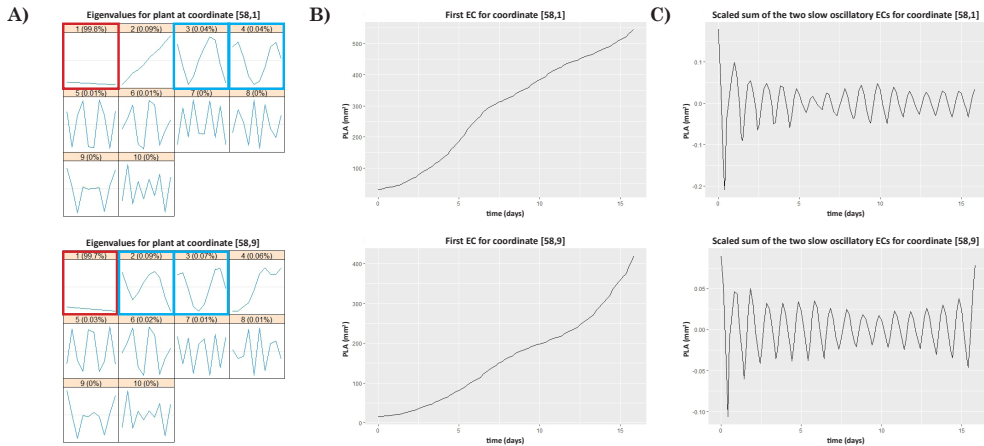 A)
B)
C)
Eigenvalues for plant at coordinate [58,1]
1 (99.8%) 2 (0.09%) 3 (0.04%) 4 (0.04%)
5 (0.01%) 6 (0.01%) 7 (0%) 8 (0%)
9 (0%) 10 (0%)
First EC for coordinate [58,1]
PLA (mm²)
500
400
300
200
100
0 5 10 15
time (days)
Scaled sum of the two slow oscillatory ECs for coordinate [58,1]
PLA (mm²)
0.1
0.0
-0.1
-0.2
0 5 10 15
time (days)
Eigenvalues for plant at coordinate [58,9]
1 (99.7%) 2 (0.09%) 3 (0.07%) 4 (0.06%)
5 (0.03%) 6 (0.02%) 7 (0.01%) 8 (0.01%)
9 (0%) 10 (0%)
First EC for coordinate [58,9]
PLA (mm²)
400
300
200
100
0
0 5 10 15
time (days)
Scaled sum of the two slow oscillatory ECs for coordinate [58,9]
PLA (mm²)
0.05
0.00
-0.05
-0.10
0 5 10 15
time (days)